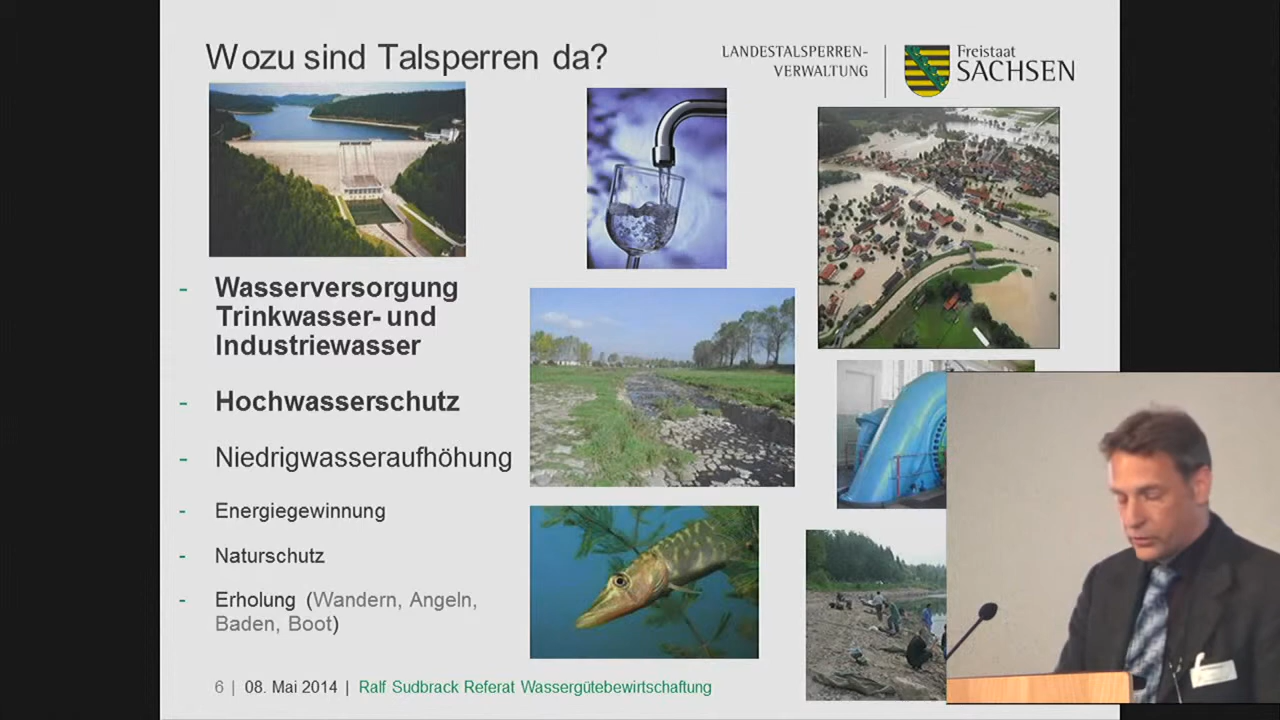 Wozu sind Talsperren da?
LANDESTALSPERREN-
VERWALTUNG
Freistaat
SACHSEN
- Wasserversorgung
Trinkwasser- und
Industriewasser
- Hochwasserschutz
- Niedrigwasseraufhöhung
- Energiegewinnung
- Naturschutz
- Erholung (Wandern, Angeln,
Baden, Boot)
6 | 08. Mai 2014 | Ralf Sudbrack Referat Wassergütebewirtschaftung